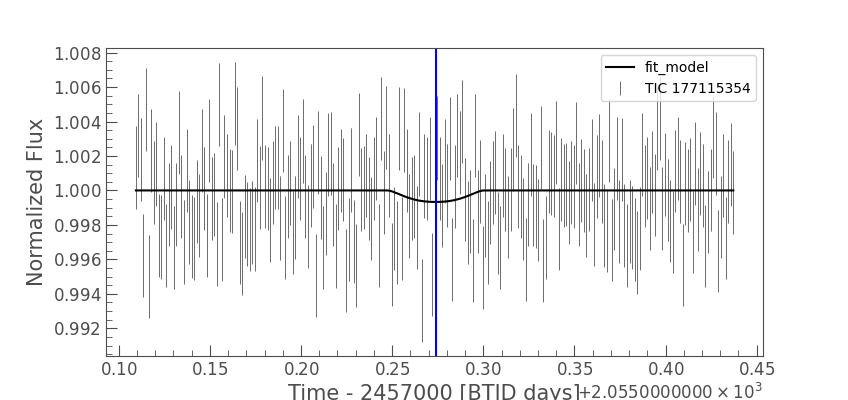 1.008
1.006
1.004
1.002
1.000
0.998
0.996
0.994
0.992
Normalized Flux
fit_model
TIC 177115354
0.10 0.15 0.20 0.25 0.30 0.35 0.40 0.45
Time - 2457000 [BTJD days]
+2.0550000000 × 10³